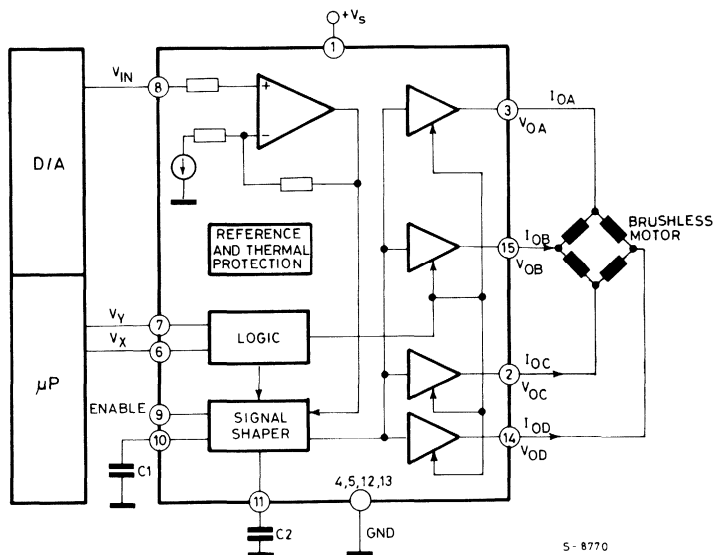 +VS
1
VIN
8
+
-
D/A
3
IOA
VOA
REFERENCE
AND THERMAL
PROTECTION
15
IOB
VOB
BRUSHLESS
MOTOR
VY
7
VX
6
LOGIC
µP
2
IOC
VOC
ENABLE
9
10
SIGNAL
SHAPER
14
IOD
VOD
C1
11
4,5,12,13
C2
GND
S-8770